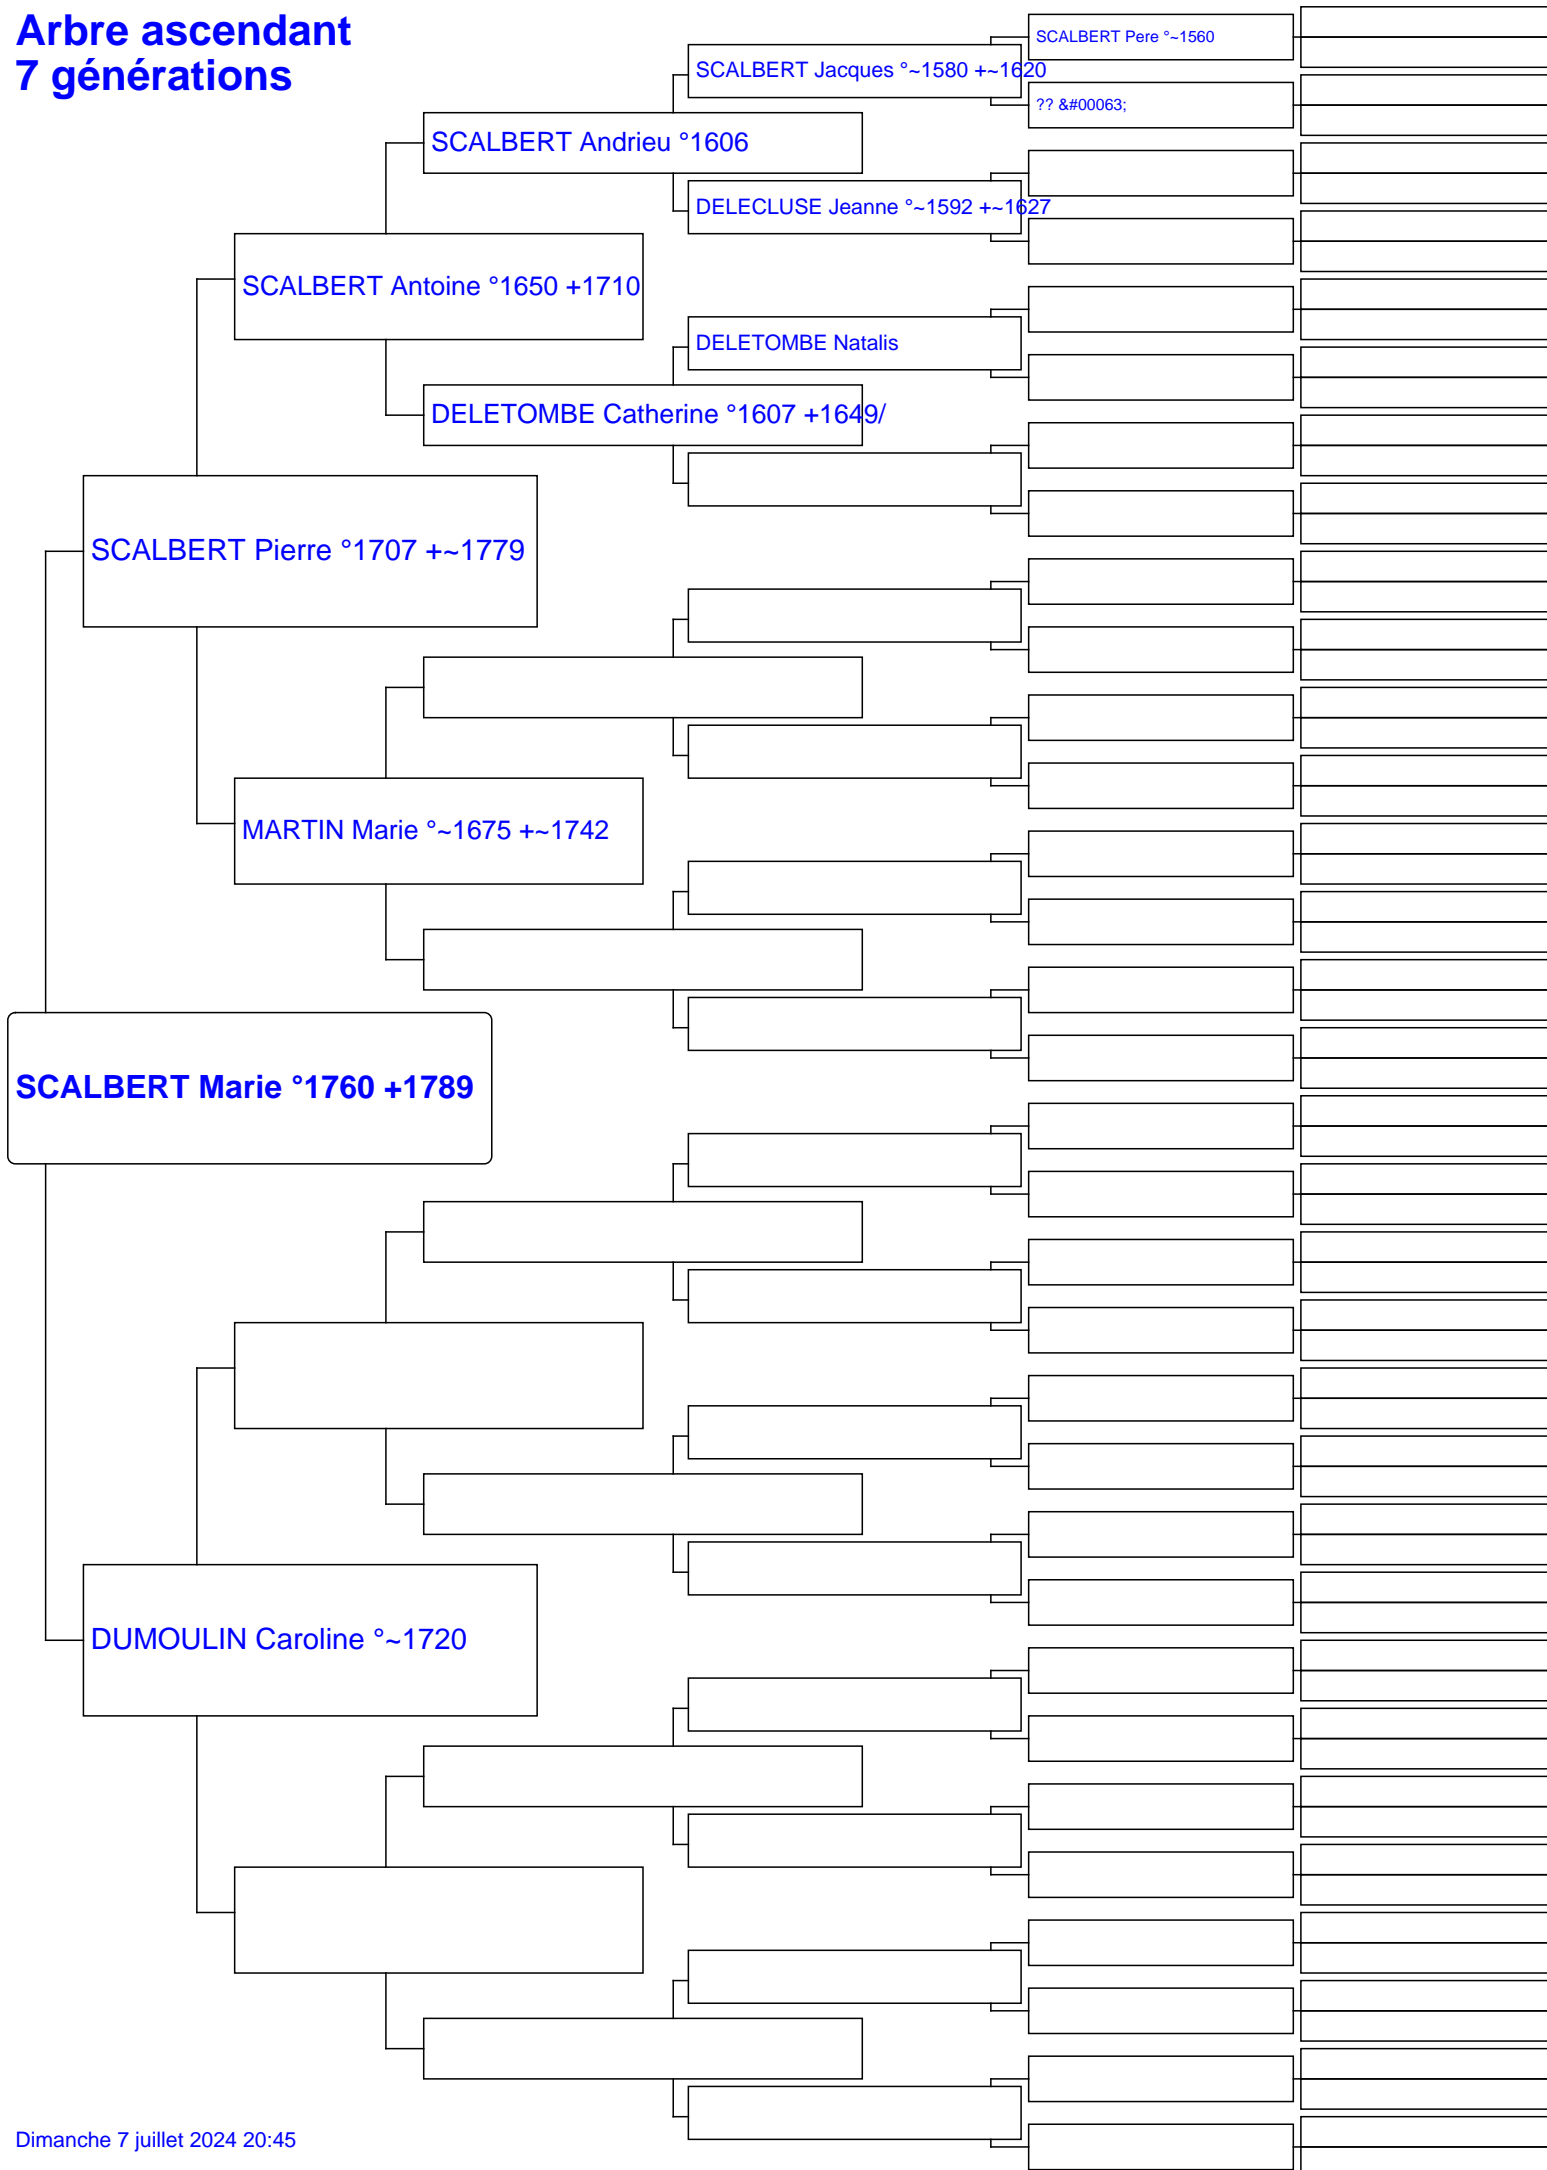 Arbre ascendant
7 générations
SCALBERT Pere °~1560
SCALBERT Jacques °~1580 +~1620
?? &#00063;
SCALBERT Andrieu °1606
DELECLUSE Jeanne °~1592 +~1627
SCALBERT Antoine °1650 +1710
DELETOMBE Natalis
DELETOMBE Catherine °1607 +1649/
SCALBERT Pierre °1707 +~1779
MARTIN Marie °~1675 +~1742
SCALBERT Marie °1760 +1789
DUMOULIN Caroline °~1720
Dimanche 7 juillet 2024 20:45